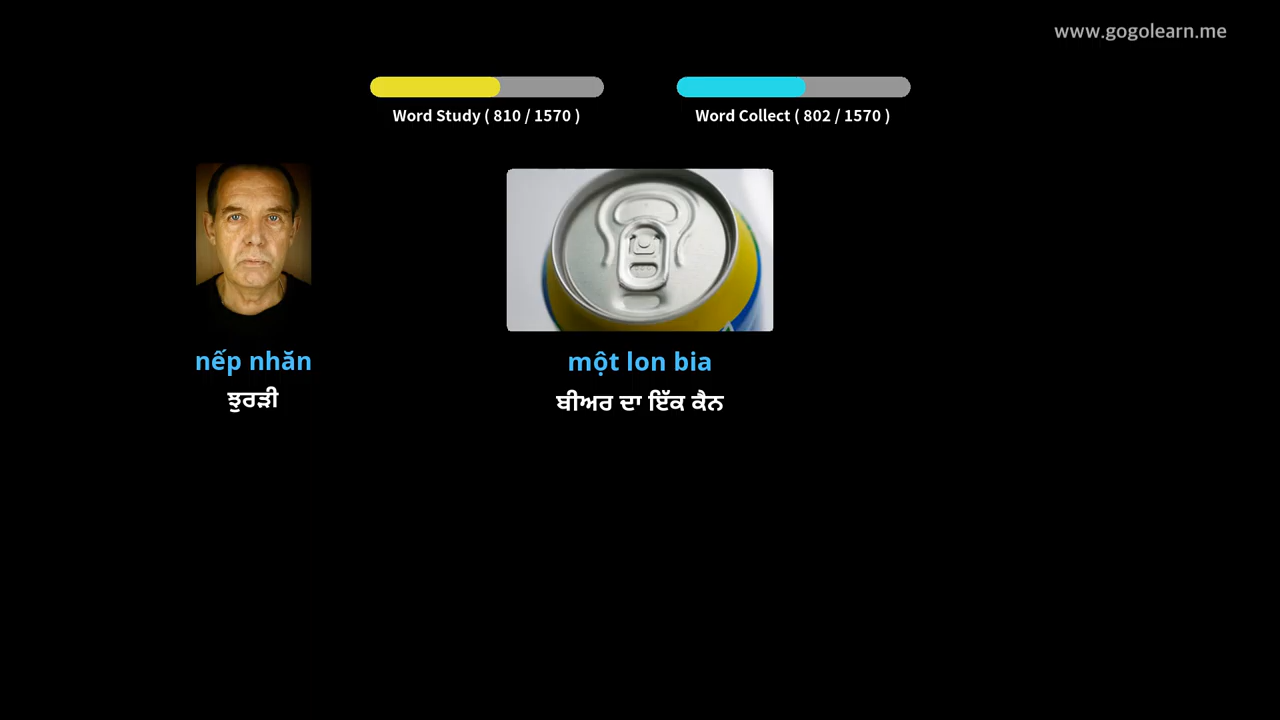 www.gogolearn.me
Word Study ( 810 / 1570 )
Word Collect ( 802 / 1570 )
nếp nhăn
ਝੁਰੜੀ
một lon bia
ਬੀਅਰ ਦਾ ਇੱਕ ਕੈਨ